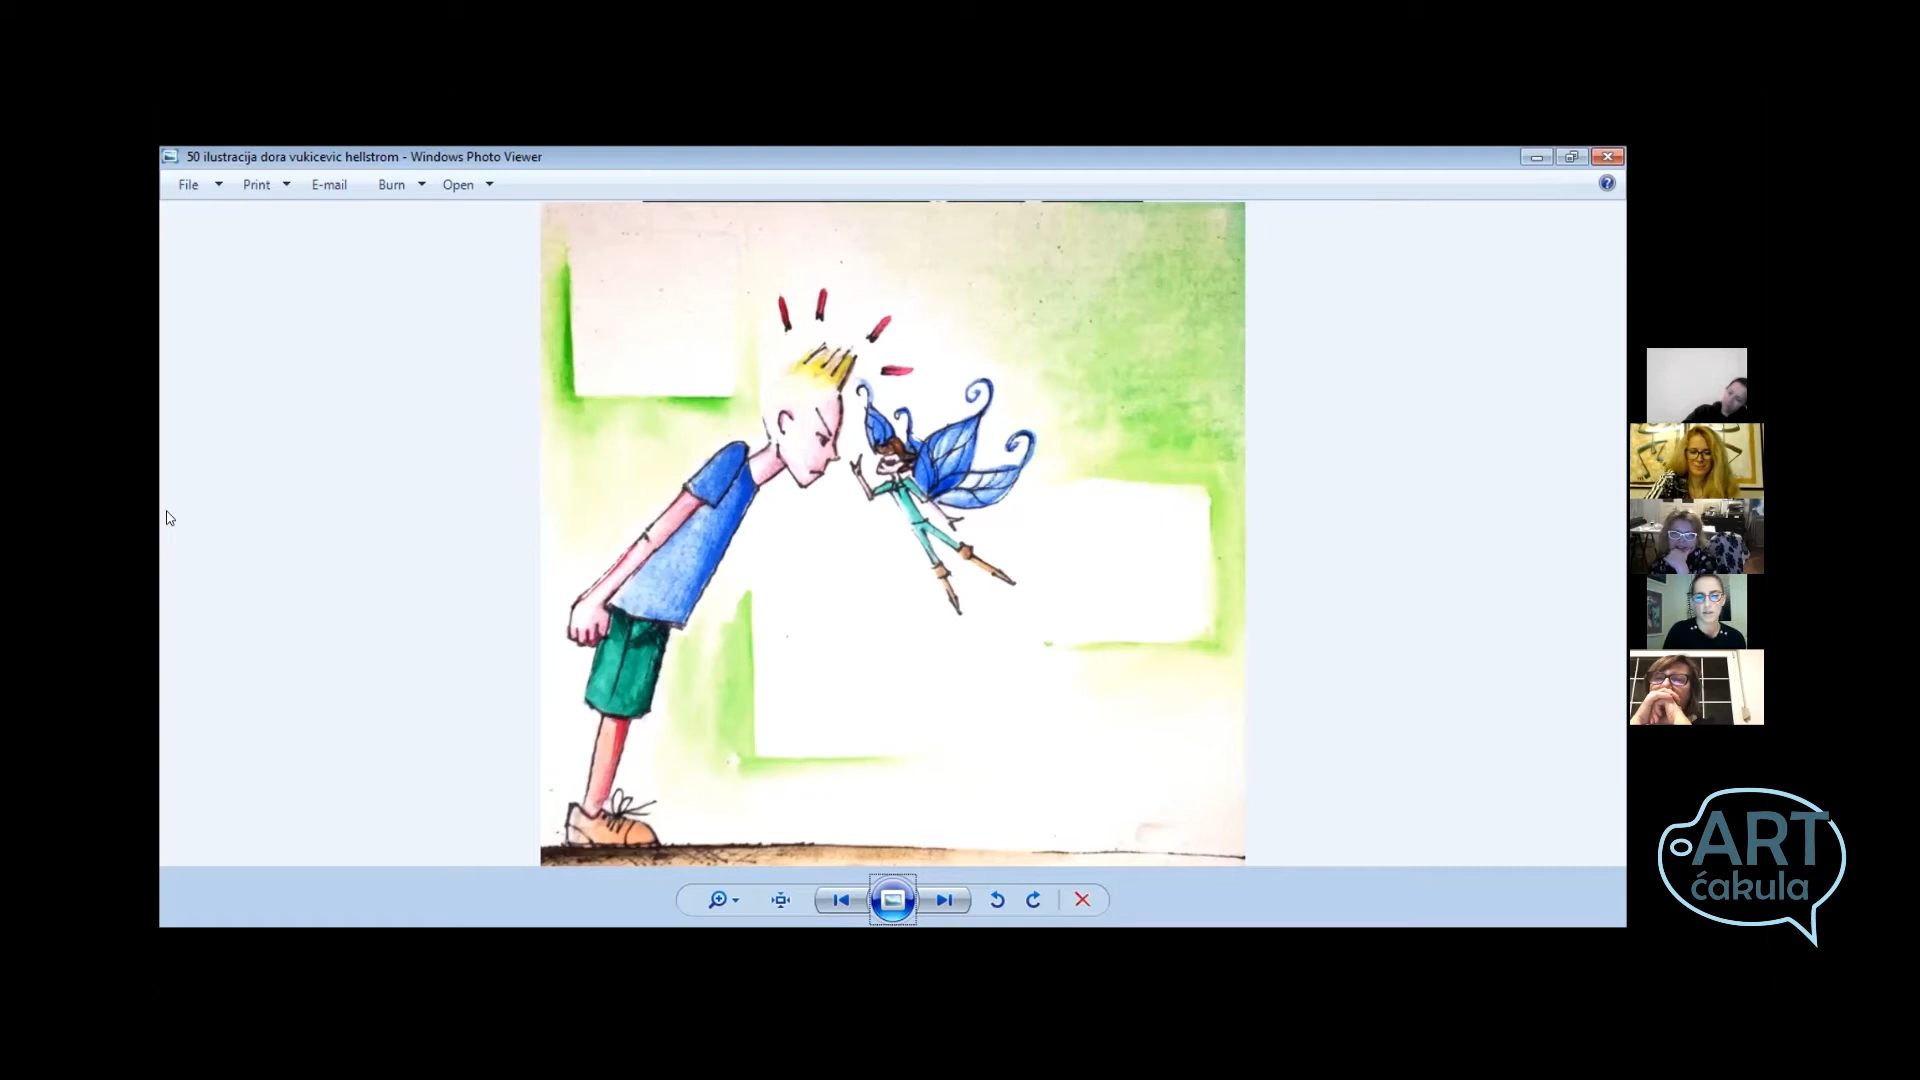 50 ilustracija dora vukicevic hellstrom - Windows Photo Viewer
File Print E-mail Burn Open
ART
ćakula